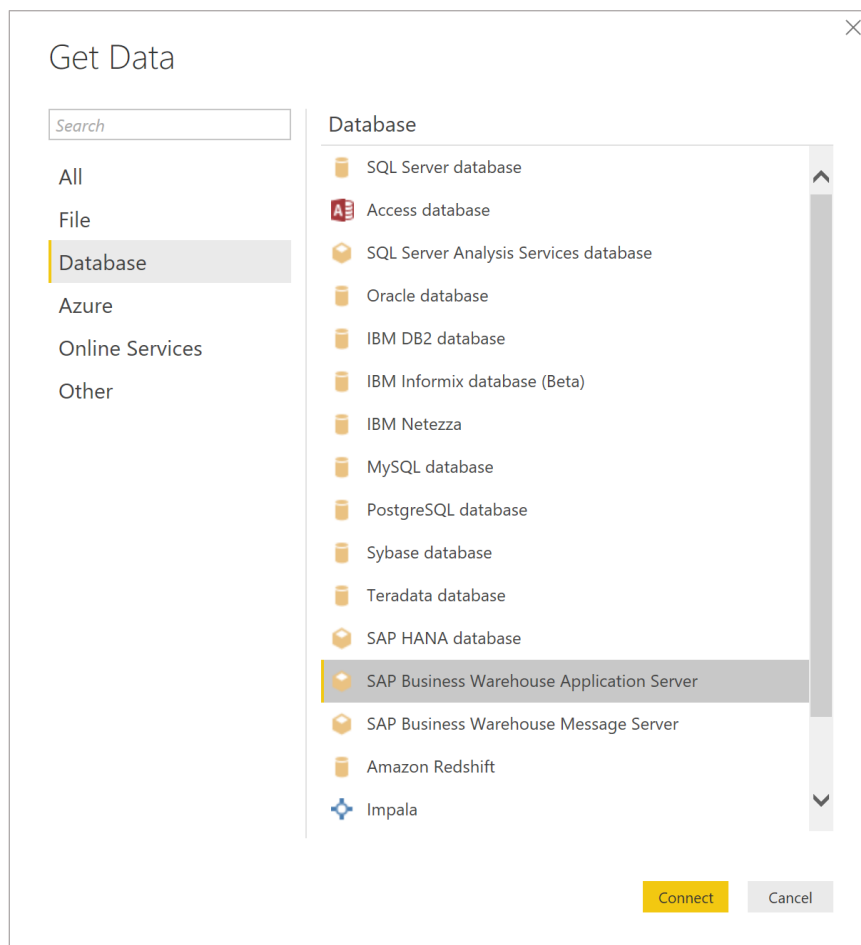 Get Data
Search
All
File
Database
Azure
Online Services
Other
Database
SQL Server database
Access database
SQL Server Analysis Services database
Oracle database
IBM DB2 database
IBM Informix database (Beta)
IBM Netezza
MySQL database
PostgreSQL database
Sybase database
Teradata database
SAP HANA database
SAP Business Warehouse Application Server
SAP Business Warehouse Message Server
Amazon Redshift
Impala
Connect
Cancel